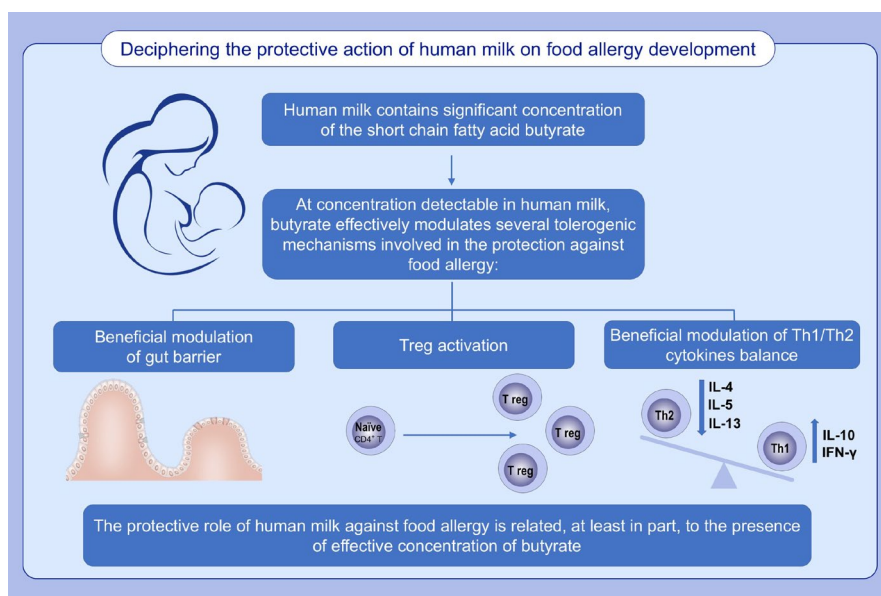 Deciphering the protective action of human milk on food allergy development
Human milk contains significant concentration
of the short chain fatty acid butyrate
At concentration detectable in human milk,
butyrate effectively modulates several tolerogenic
mechanisms involved in the protection against
food allergy:
Beneficial modulation
of gut barrier
Treg activation
Beneficial modulation of Th1/Th2
cytokines balance
Naïve
CD4⁺ T
T reg
T reg
T reg
Th2
IL-4
IL-5
IL-13
Th1
IL-10
IFN-γ
The protective role of human milk against food allergy is related, at least in part, to the presence
of effective concentration of butyrate